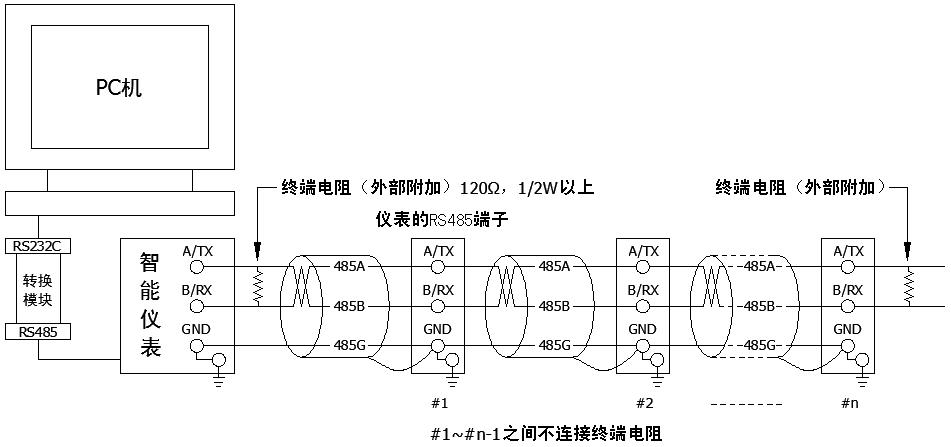 PC机
终端电阻（外部附加）120Ω，1/2W以上
终端电阻（外部附加）
仪表的RS485端子
RS232C
转换
模块
RS485
智能仪表
A/TX
B/RX
GND
485A
485B
485G
A/TX
B/RX
GND
485A
485B
485G
A/TX
B/RX
GND
485A
485B
485G
A/TX
B/RX
GND
#1
#2
#n
#1~#n-1之间不连接终端电阻